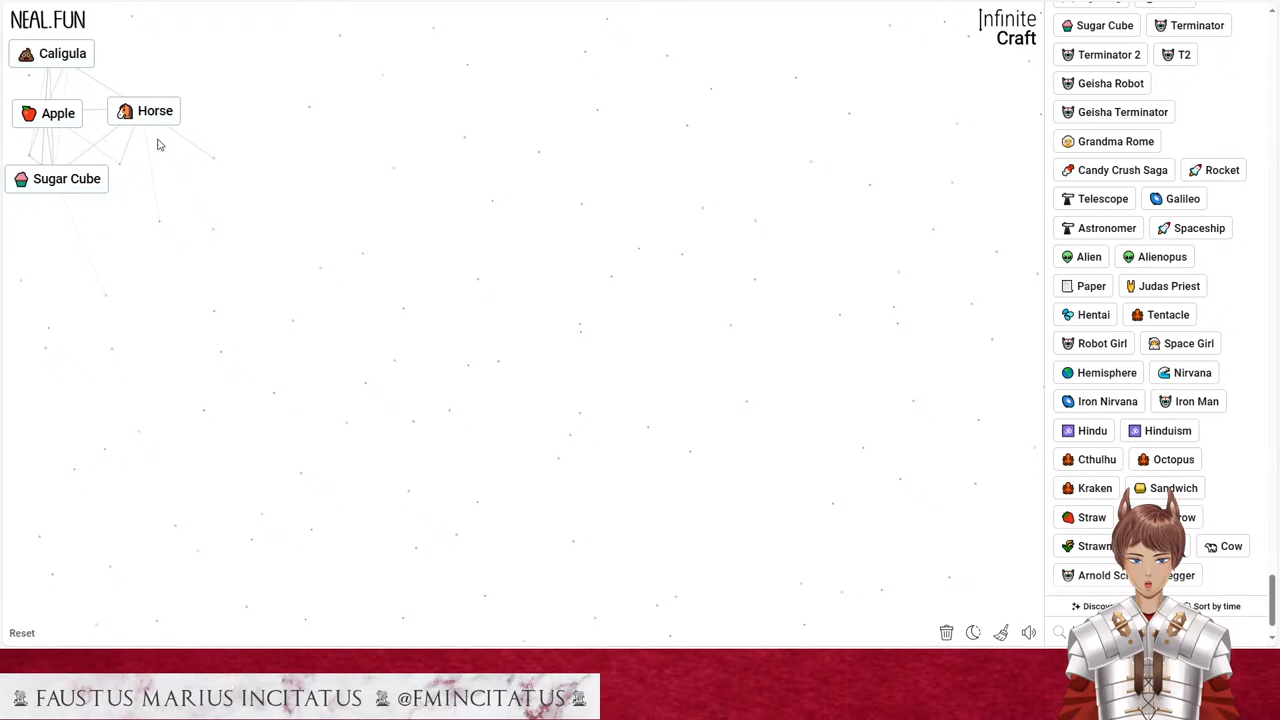 NEAL.FUN
Infinite
Craft
Caligula
Apple
Horse
Sugar Cube
Sugar Cube
Terminator
Terminator 2
T2
Geisha Robot
Geisha Terminator
Grandma Rome
Candy Crush Saga
Rocket
Telescope
Galileo
Astronomer
Spaceship
Alien
Alienopus
Paper
Judas Priest
Hentai
Tentacle
Robot Girl
Space Girl
Hemisphere
Nirvana
Iron Nirvana
Iron Man
Hindu
Hinduism
Cthulhu
Octopus
Kraken
Sandwich
Straw
Cow
Sort by time
Reset
FAUSTUS MARIUS INCITATUS @FMINCITATUS